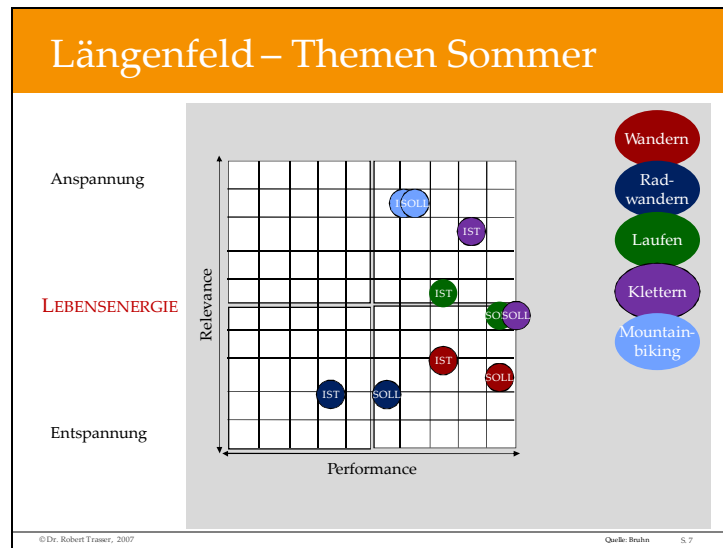 Längenfeld – Themen Sommer
Anspannung
LEBENSENERGIE
Entspannung
Relevance
Performance
SOLL
IST
IST
SOLL
IST
SOLL
IST
SOLL
Wandern
Rad-
wandern
Laufen
Klettern
Mountain-
biking
© Dr. Robert Trasser, 2007
Quelle: Bruhn
S. 7